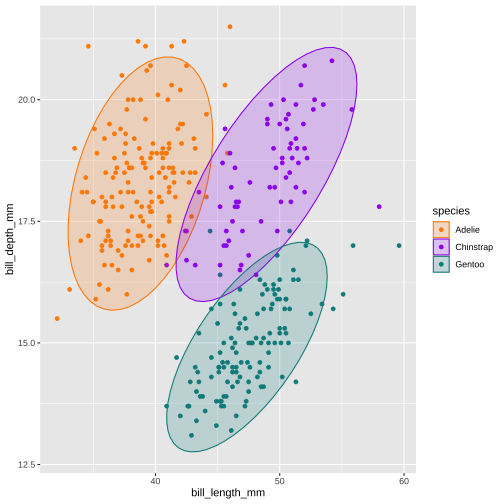 20.0
17.5
15.0
12.5
bill_depth_mm
40
50
60
bill_length_mm
species
Adelie
Chinstrap
Gentoo